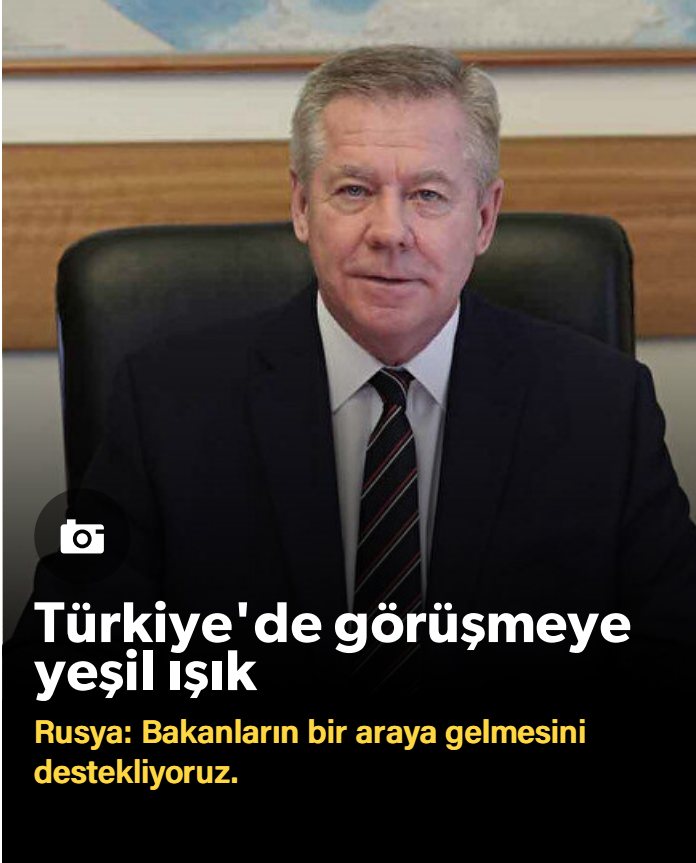 Türkiye'de görüşmeye
yeşil ışık
Rusya: Bakanların bir araya gelmesini
destekliyoruz.